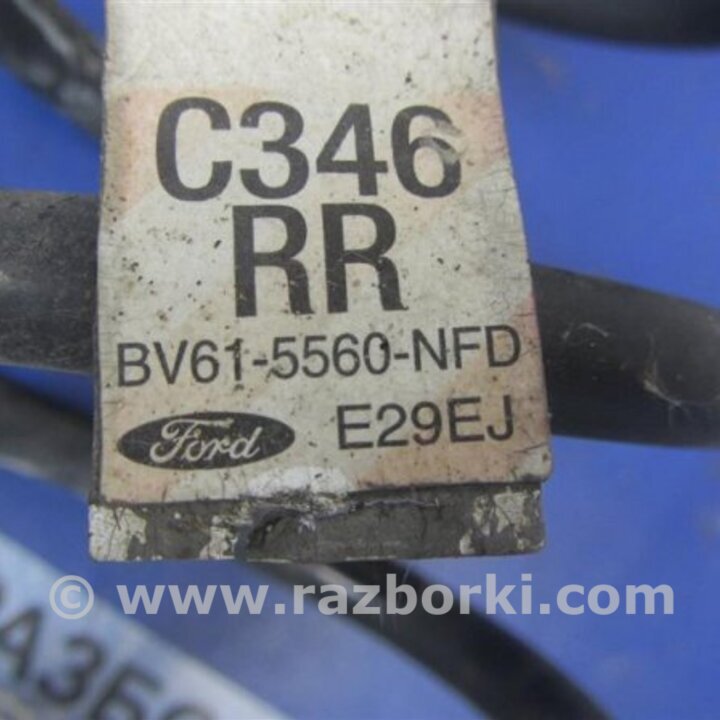 C346
RR
BV61-5560-NFD
Ford E29EJ
© www.razborki.com